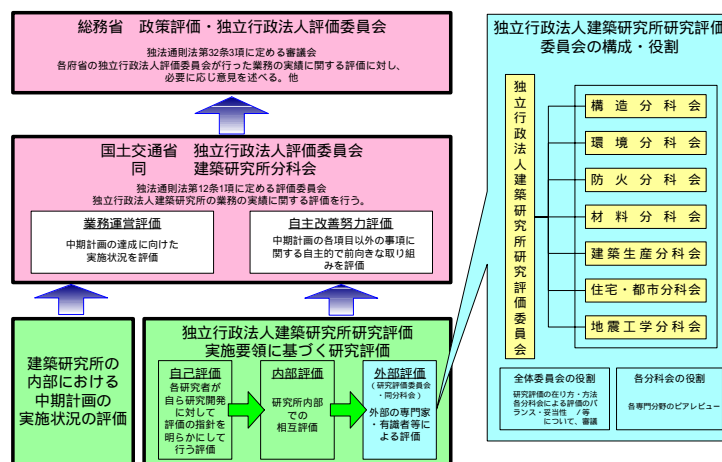 総務省 政策評価・独立行政法人評価委員会
独法通則法第32条3項に定める審議会
各府省の独立行政法人評価委員会が行った業務の実績に関する評価に対し、
必要に応じ意見を述べる。他
国土交通省 独立行政法人評価委員会
同 建築研究所分科会
独法通則法第12条1項に定める評価委員会
独立行政法人建築研究所の業務の実績に関する評価を行う。
業務運営評価
中期計画の達成に向けた
実施状況を評価
自主改善努力評価
中期計画の各項目以外の事項に
関する自主的で前向きな取り組
みを評価
建築研究所の
内部における
中期計画の
実施状況の評価
独立行政法人建築研究所研究評価
実施要領に基づく研究評価
自己評価
各研究者が
自ら研究開発
に対して
評価の指針を
明らかにして
行う評価
内部評価
研究所内部
での
相互評価
外部評価
(研究評価委員会
・同分科会)
外部の専門家
・有識者等に
よる評価
独立行政法人建築研究所研究評価
委員会の構成・役割
独立行政法人建築研究所研究評価委員会
構造分科会
環境分科会
防火分科会
材料分科会
建築生産分科会
住宅・都市分科会
地震工学分科会
全体委員会の役割
研究評価の在り方・方法
各分科会による評価のバ
ランス・妥当性 /等
について、審議
各分科会の役割
各専門分野のピアレビュー